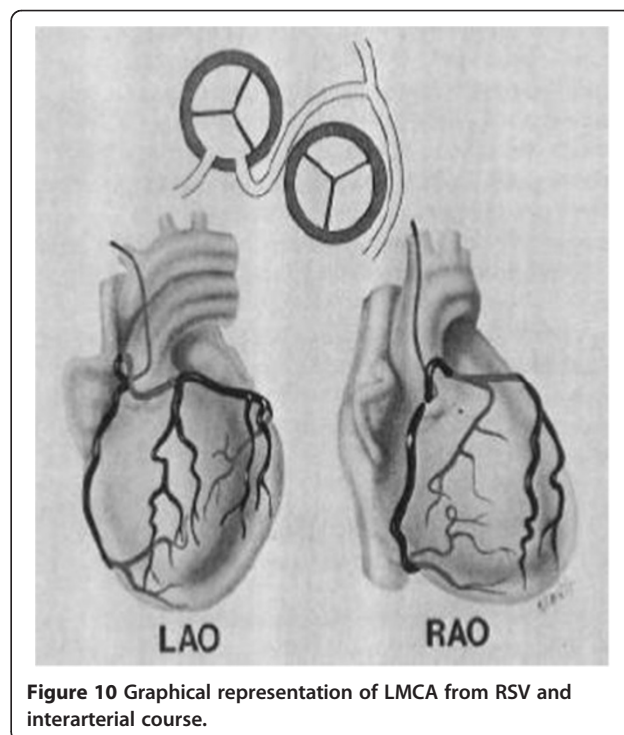 LAO
RAO
Figure 10 Graphical representation of LMCA from RSV and
interarterial course.